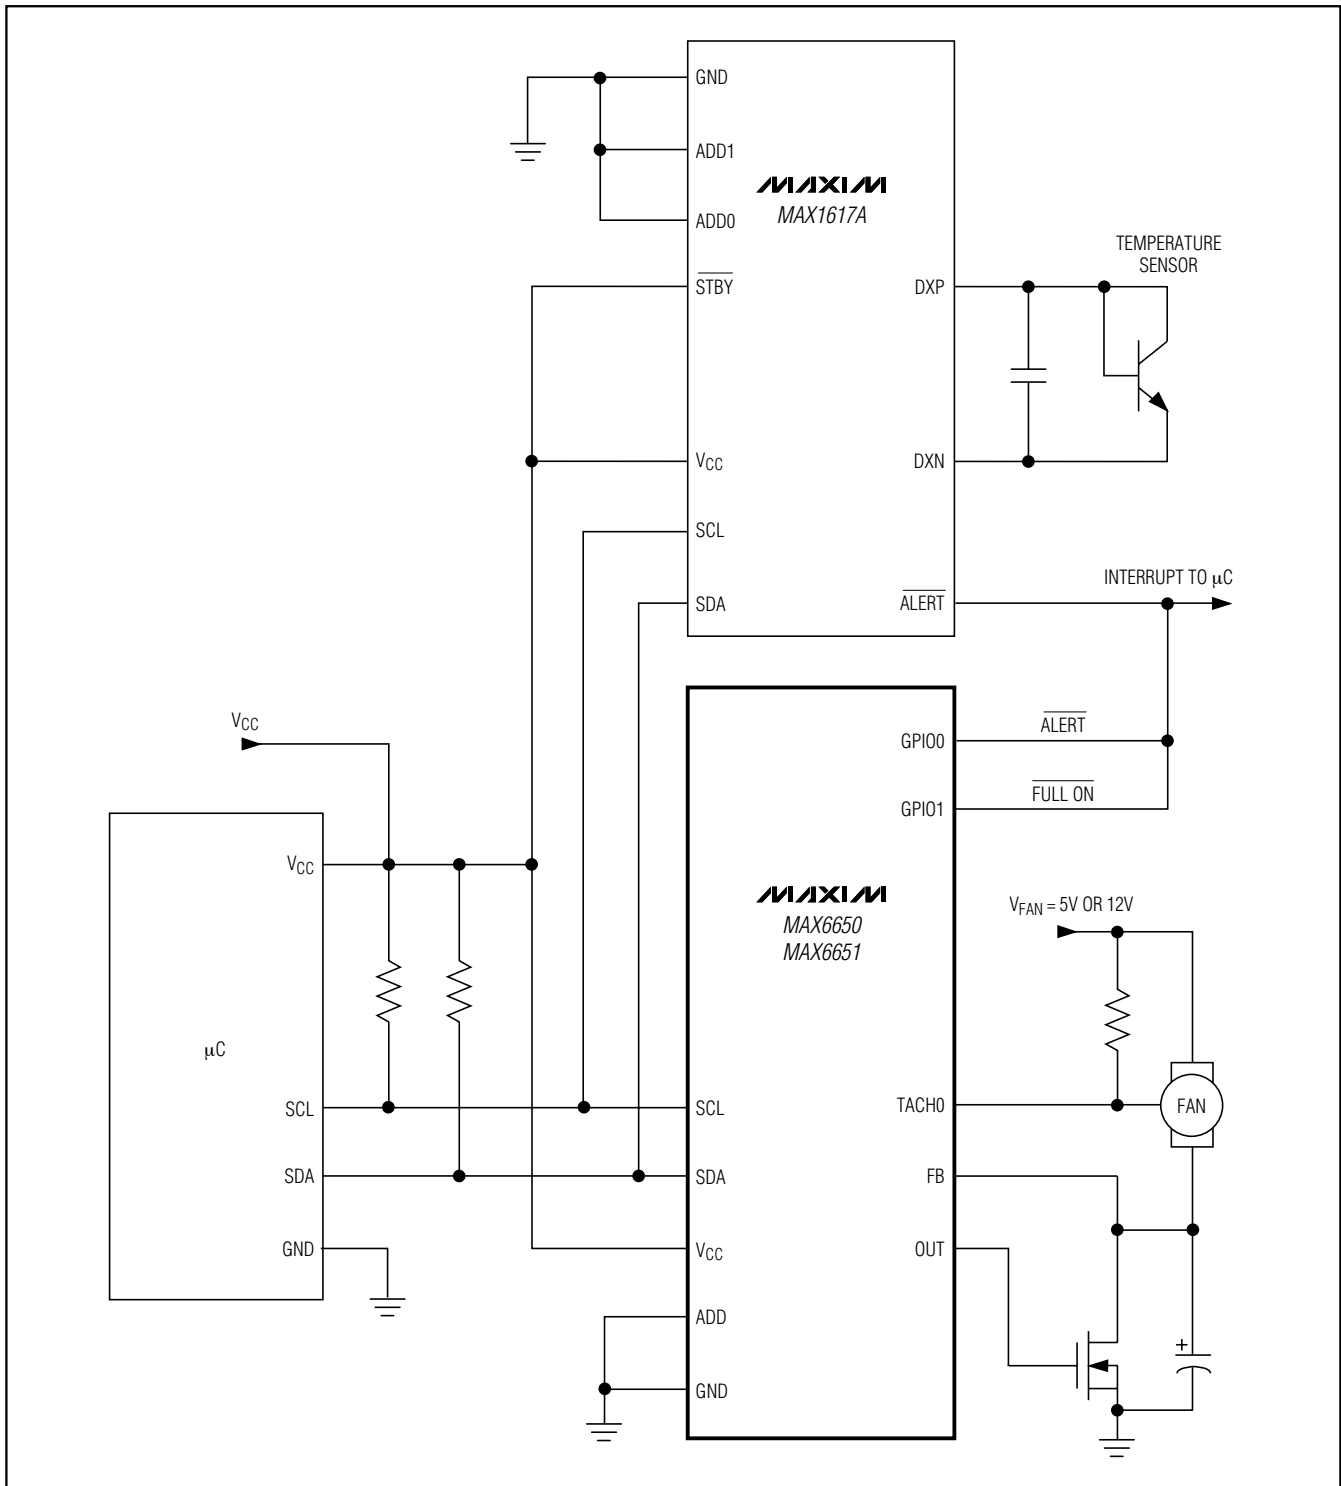 GND
ADD1
ADD0
STBY
VCC
SCL
SDA
MAXIM
MAX1617A
DXP
DXN
ALERT
TEMPERATURE
SENSOR
INTERRUPT TO μC
VCC
μC
VCC
SCL
SDA
GND
MAXIM
MAX6650
MAX6651
SCL
SDA
VCC
ADD
GND
GPIO0
GPIO1
TACH0
FB
OUT
ALERT
FULL ON
VFAN = 5V OR 12V
FAN
+